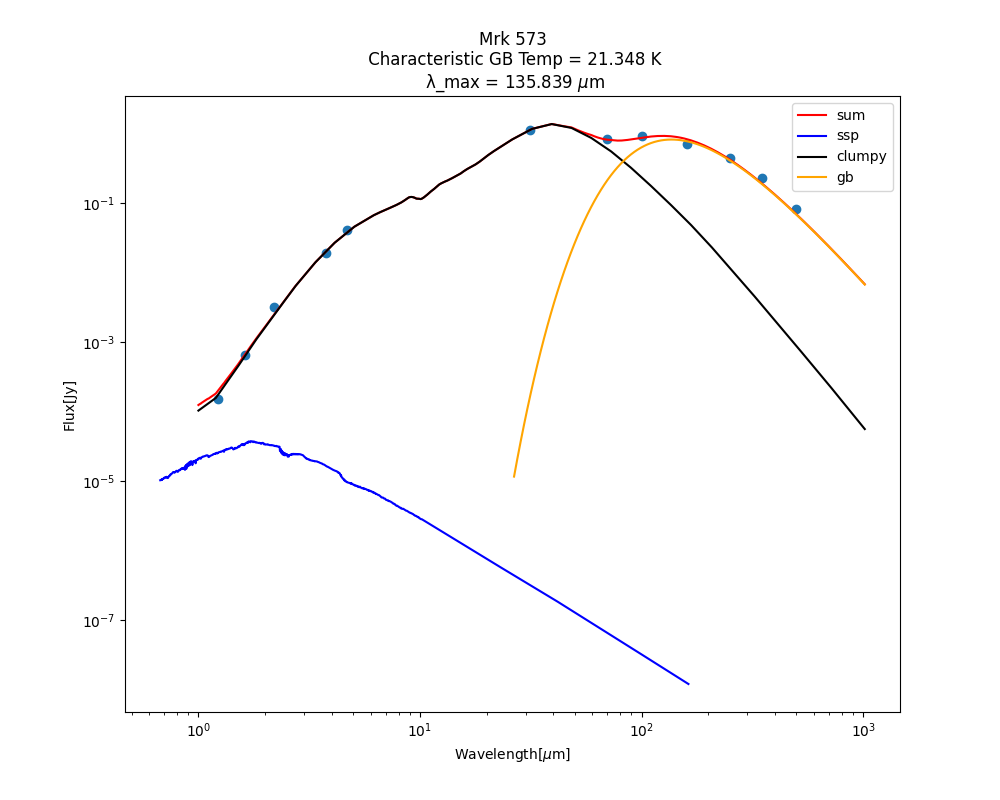 Mrk 573
Characteristic GB Temp = 21.348 K
λ_max = 135.839 μm
sum
ssp
clumpy
gb
Flux[Jy]
10⁻¹
10⁻³
10⁻⁵
10⁻⁷
10⁰ 10¹ 10² 10³
Wavelength[μm]